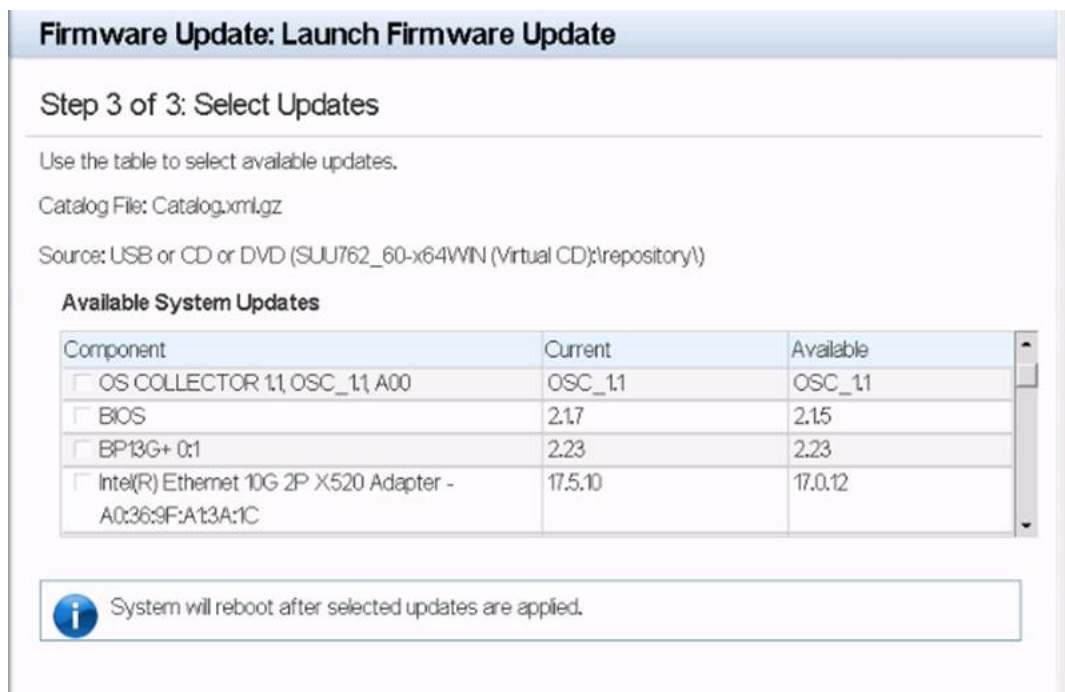 Firmware Update: Launch Firmware Update
Step 3 of 3: Select Updates
Use the table to select available updates.
Catalog File: Catalog.xml.gz
Source: USB or CD or DVD (SUU762_60-x64WIN (Virtual CD):\repository\)
Available System Updates
Component Current Available
OS COLLECTOR 1.1, OSC_1.1, A00 OSC_1.1 OSC_1.1
BIOS 2.1.7 2.1.5
BP13G+ 0:1 2.23 2.23
Intel(R) Ethernet 10G 2P X520 Adapter - 17.5.10 17.0.12
A0:36:9F:A1:3A:1C
System will reboot after selected updates are applied.